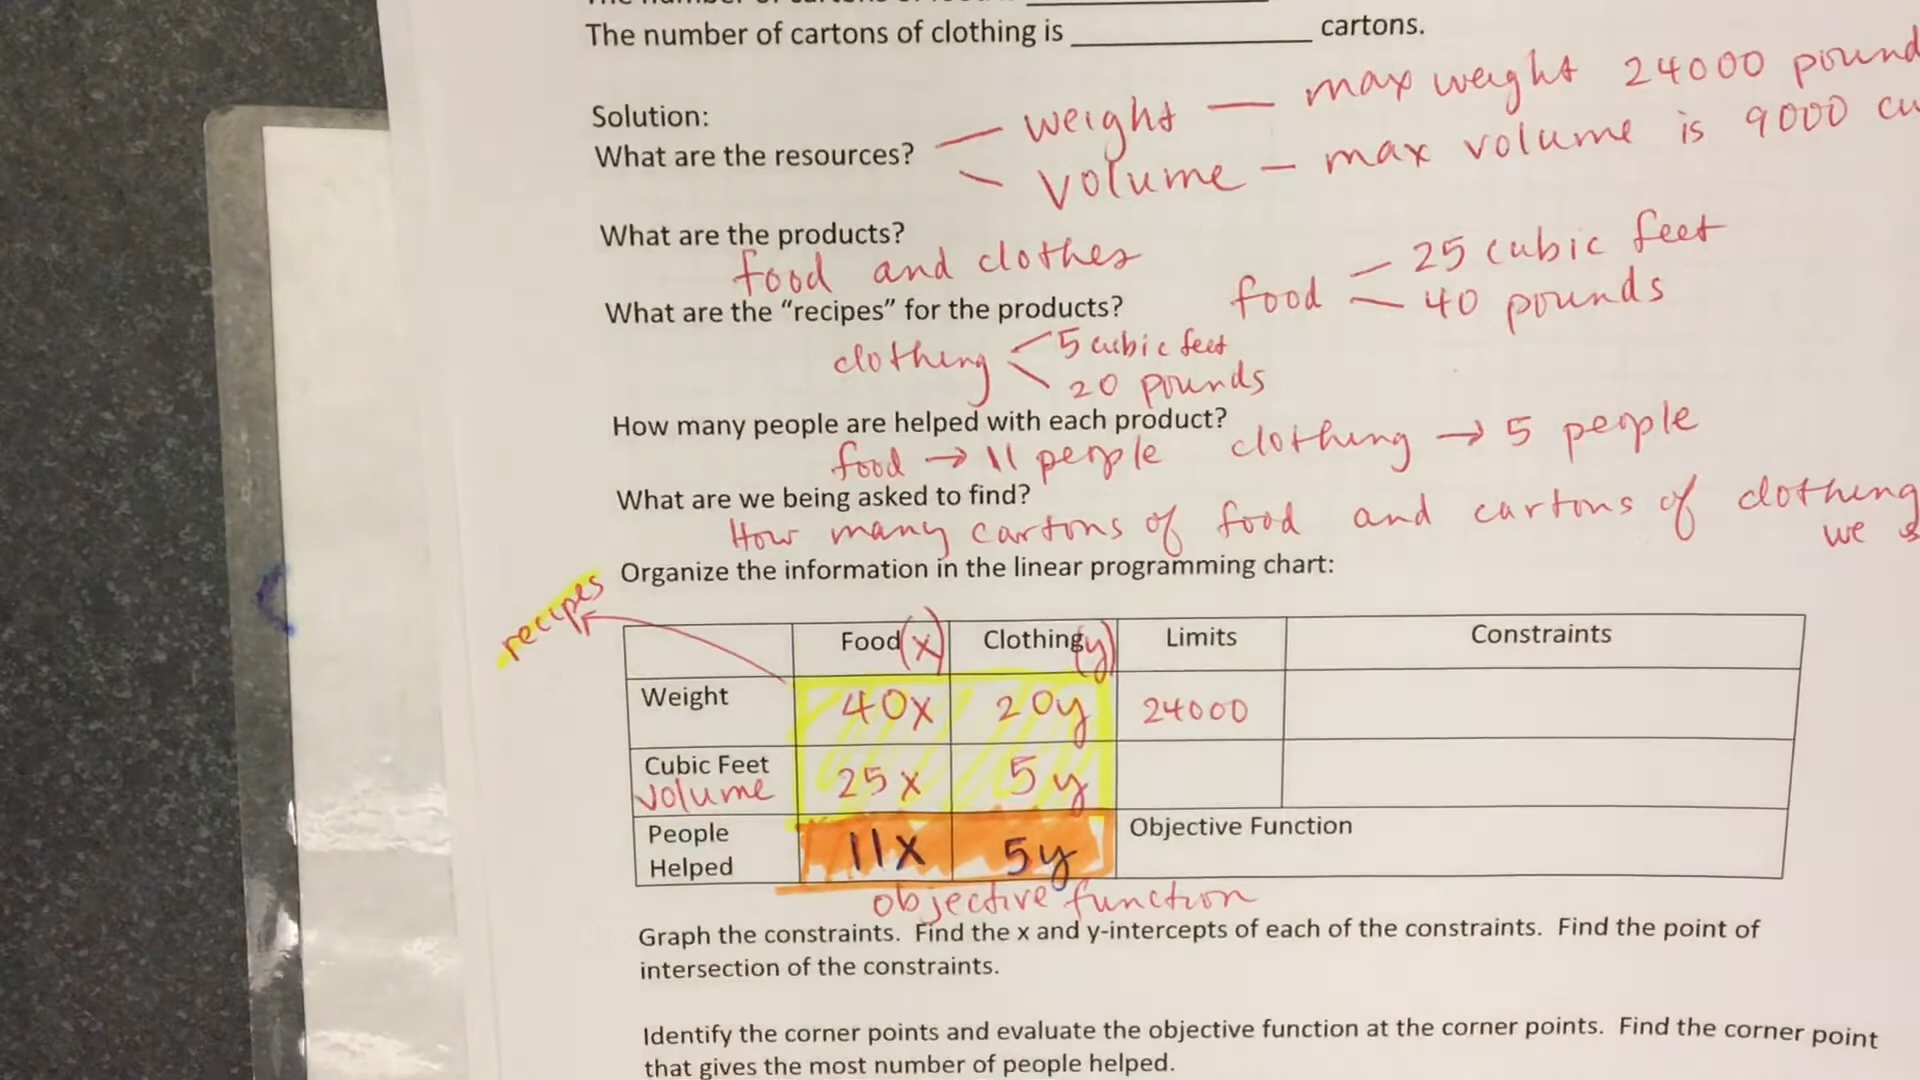 The number of cartons of clothing is ____________ cartons.
Solution:
weight — max weight 24000 pound
What are the resources?
volume – max volume is 9000 cu
What are the products?
food and clothes
food 25 cubic feet
40 pounds
What are the “recipes” for the products?
clothing 5 cubic feet
20 pounds
How many people are helped with each product?
food → 11 people clothing → 5 people
What are we being asked to find?
How many cartons of food and cartons of clothing
we
Organize the information in the linear programming chart:
recipes
Food (x) Clothing (y) Limits Constraints
Weight 40x 20y 24000
Cubic Feet
volume 25x 5y
People
Helped 11x 5y Objective Function
objective function
Graph the constraints. Find the x and y-intercepts of each of the constraints. Find the point of
intersection of the constraints.
Identify the corner points and evaluate the objective function at the corner points. Find the corner point
that gives the most number of people helped.